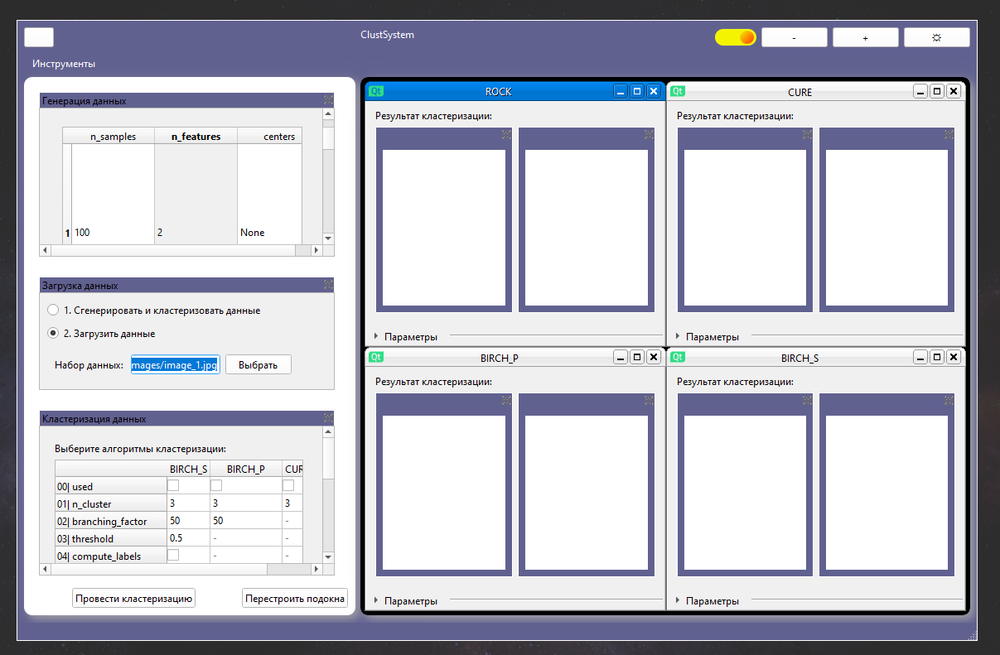 ClustSystem
-
+
Инструменты
Генерация данных
n_samples n_features centers
1 100 2 None
Загрузка данных
1. Сгенерировать и кластеризовать данные
2. Загрузить данные
Набор данных: mages/image_1.jpg Выбрать
Кластеризация данных
Выберите алгоритмы кластеризации:
BIRCH_S BIRCH_P CUR
00| used
01| n_cluster 3 3 3
02| branching_factor 50 50 -
03| threshold 0.5 - -
04| compute_labels - -
Провести кластеризацию Перестроить подокна
Qt ROCK
Результат кластеризации:
Параметры
Qt CURE
Результат кластеризации:
Параметры
Qt BIRCH_P
Результат кластеризации:
Параметры
Qt BIRCH_S
Результат кластеризации:
Параметры